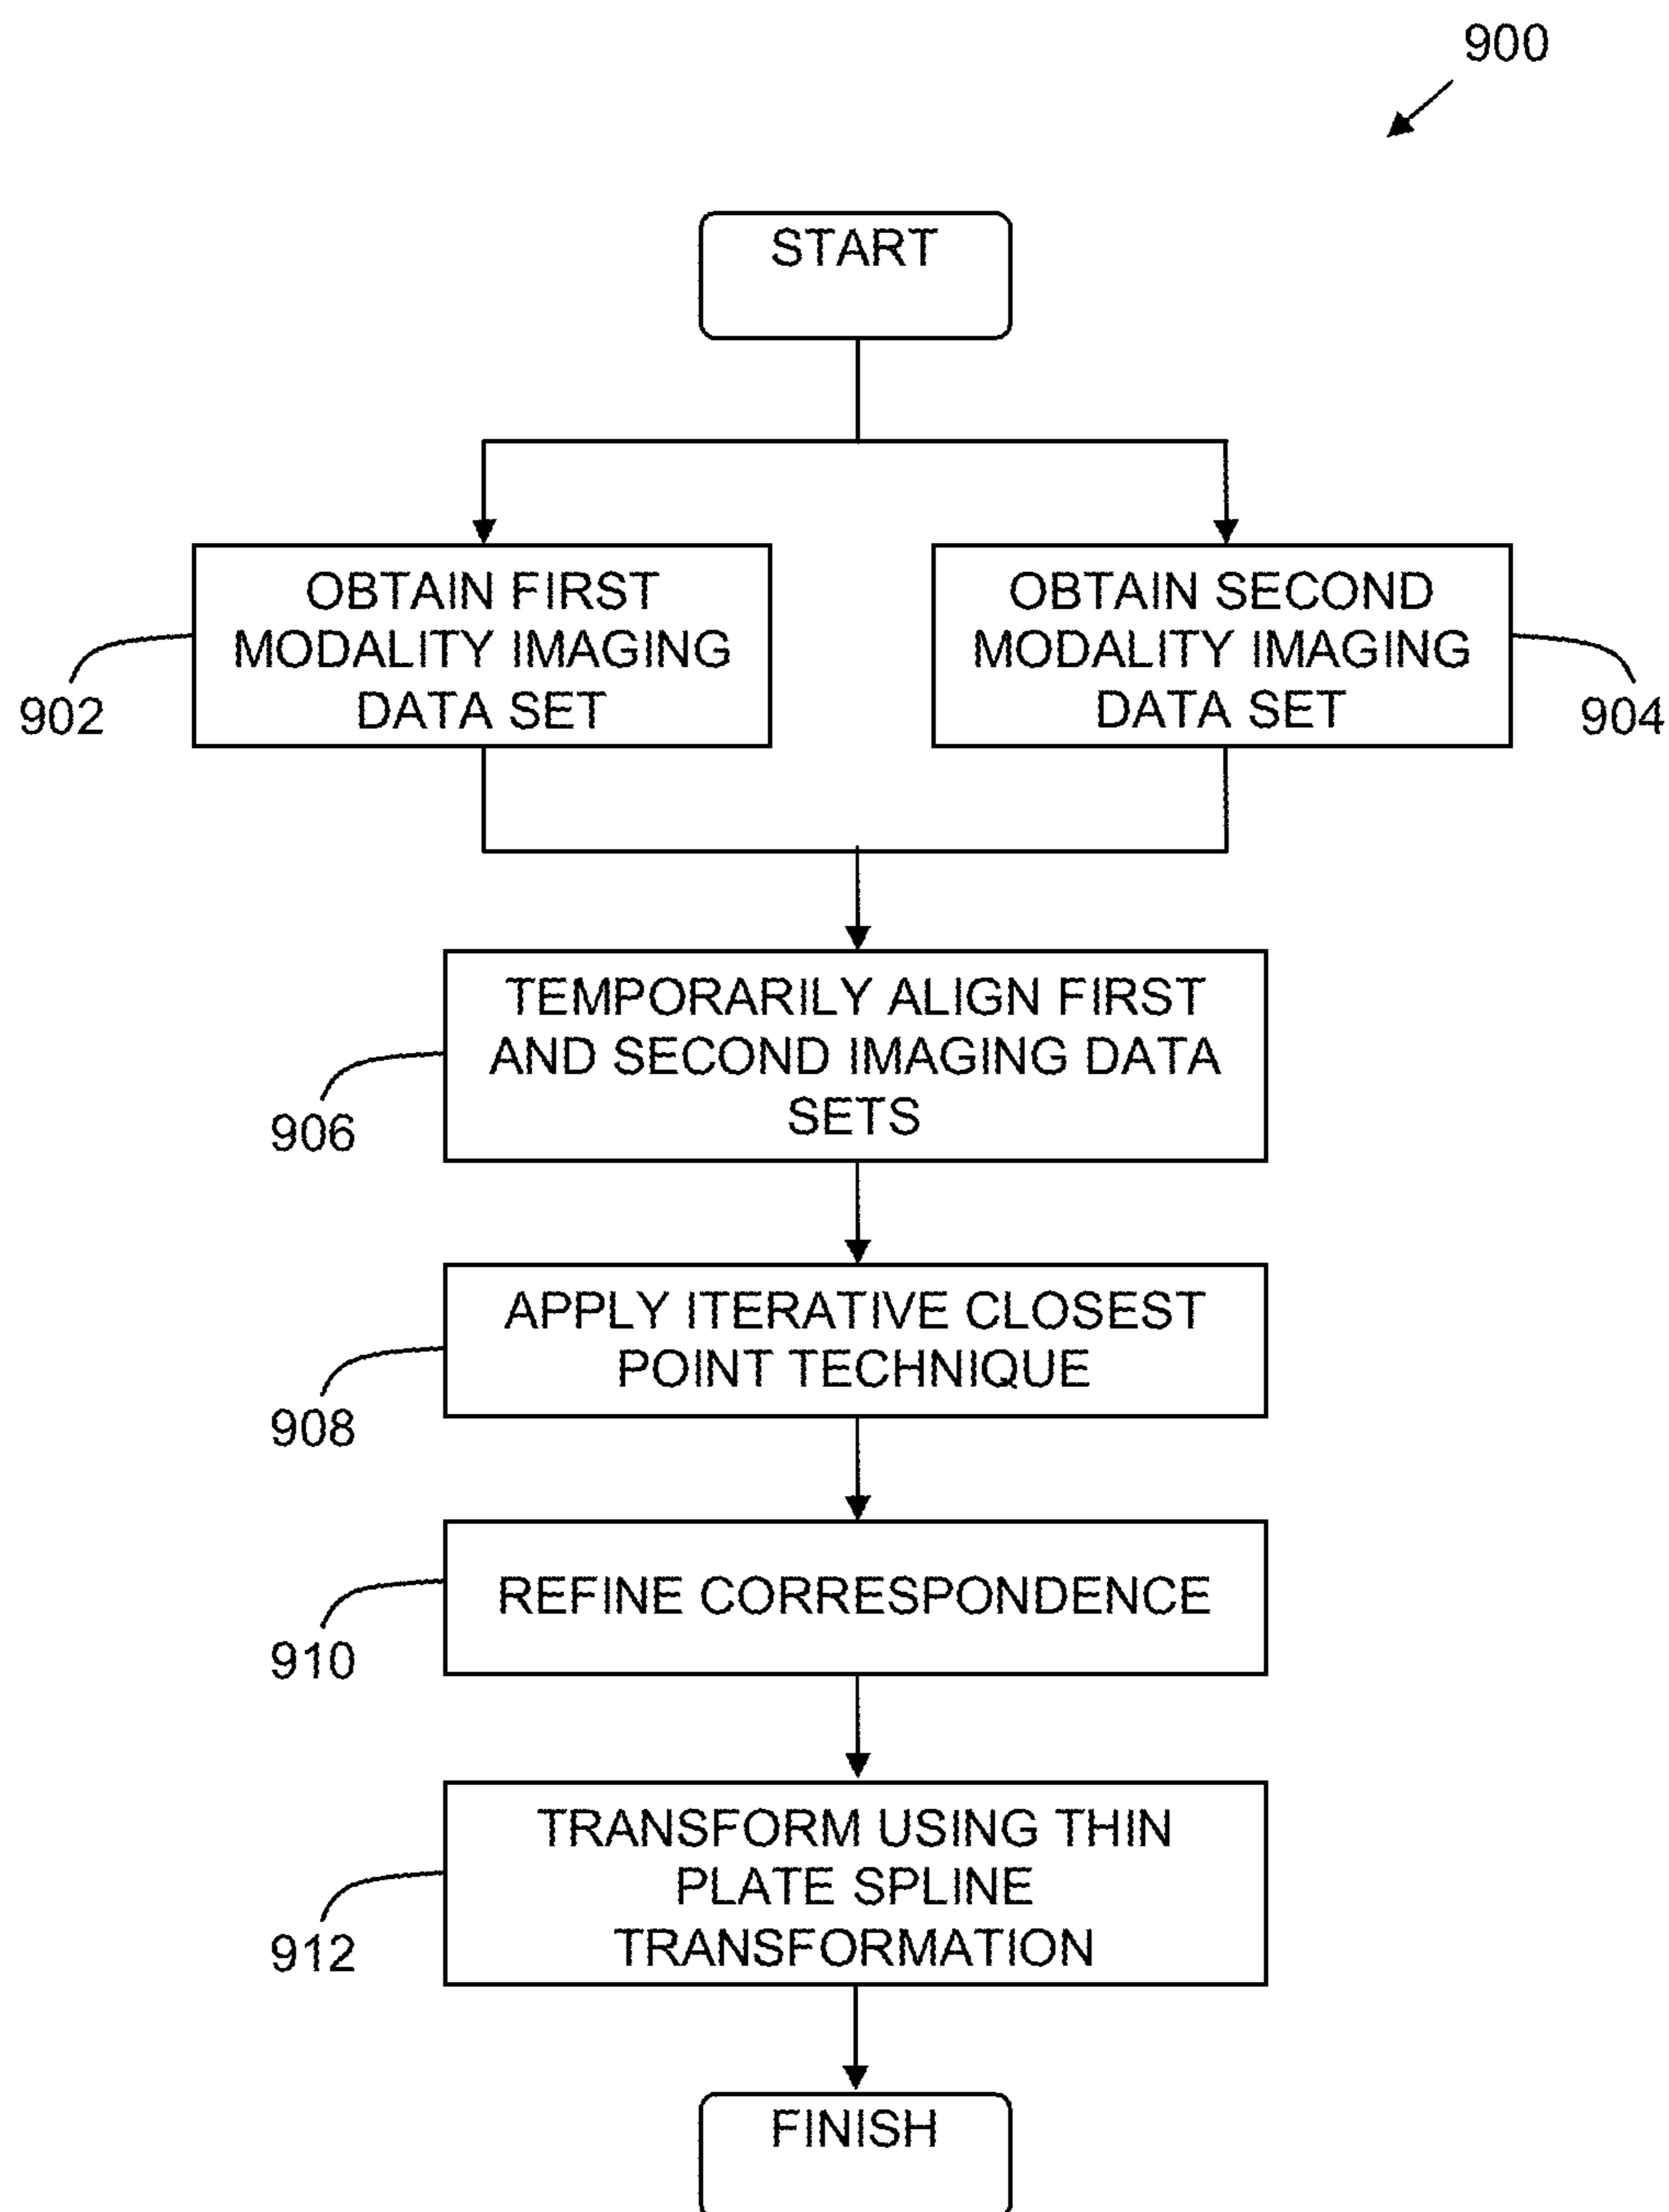 900
START
OBTAIN FIRST
MODALITY IMAGING
DATA SET
902
OBTAIN SECOND
MODALITY IMAGING
DATA SET
904
TEMPORARILY ALIGN FIRST
AND SECOND IMAGING DATA
SETS
906
APPLY ITERATIVE CLOSEST
POINT TECHNIQUE
908
REFINE CORRESPONDENCE
910
TRANSFORM USING THIN
PLATE SPLINE
TRANSFORMATION
912
FINISH